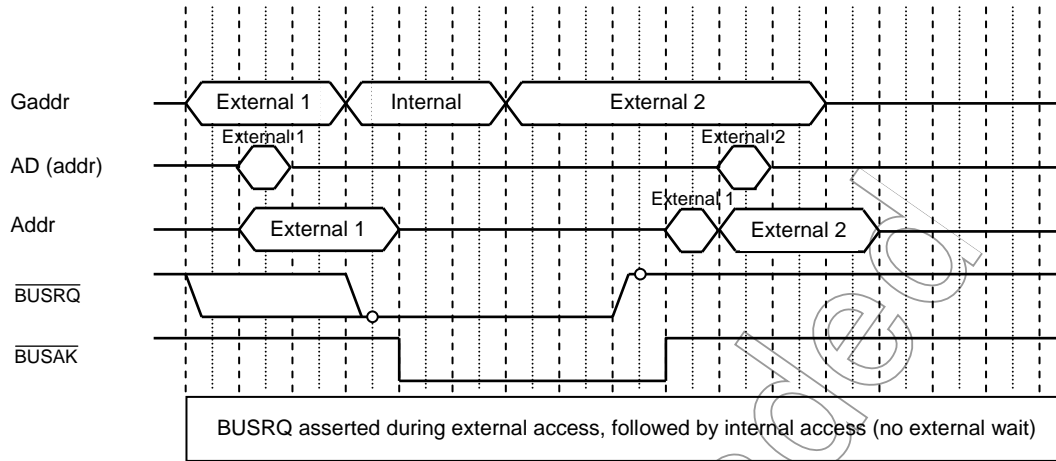 Gaddr
External 1
Internal
External 2
External 1
External 2
AD (addr)
External 1
Addr
External 1
External 2
BUSRQ
BUSAK
BUSRQ asserted during external access, followed by internal access (no external wait)
ded